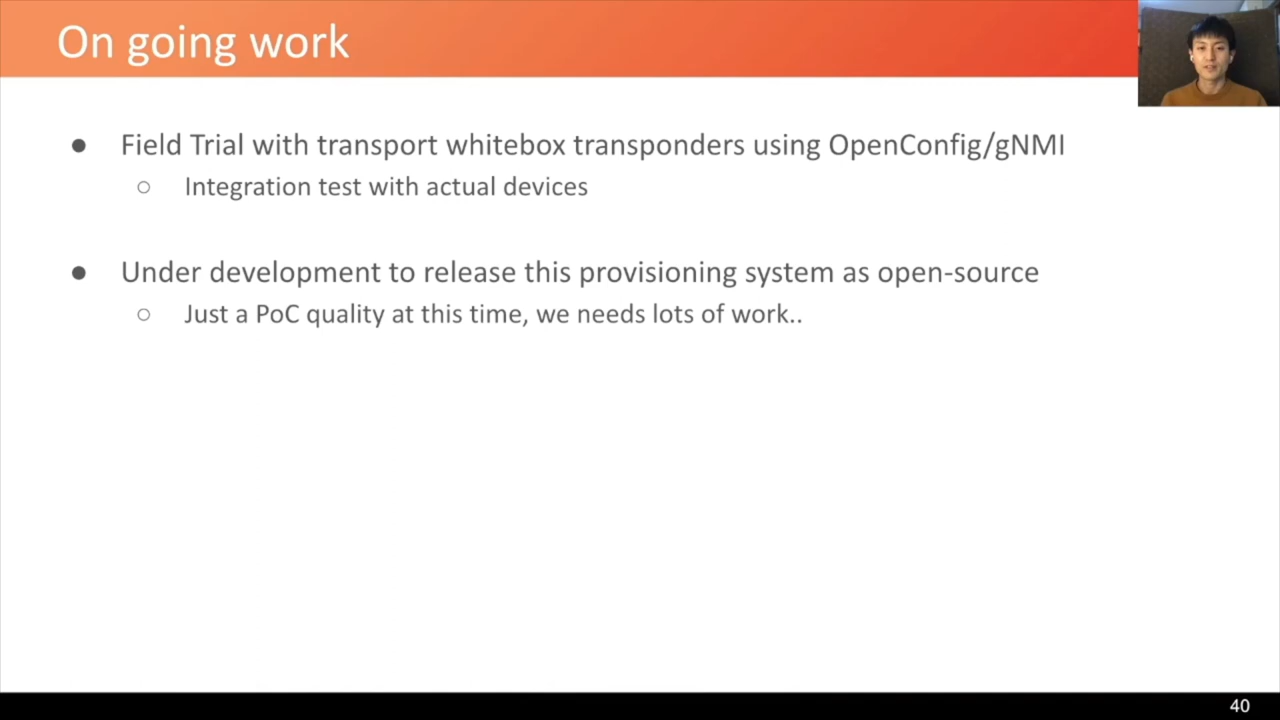 On going work
● Field Trial with transport whitebox transponders using OpenConfig/gNMI
○ Integration test with actual devices
● Under development to release this provisioning system as open-source
○ Just a PoC quality at this time, we needs lots of work..
40